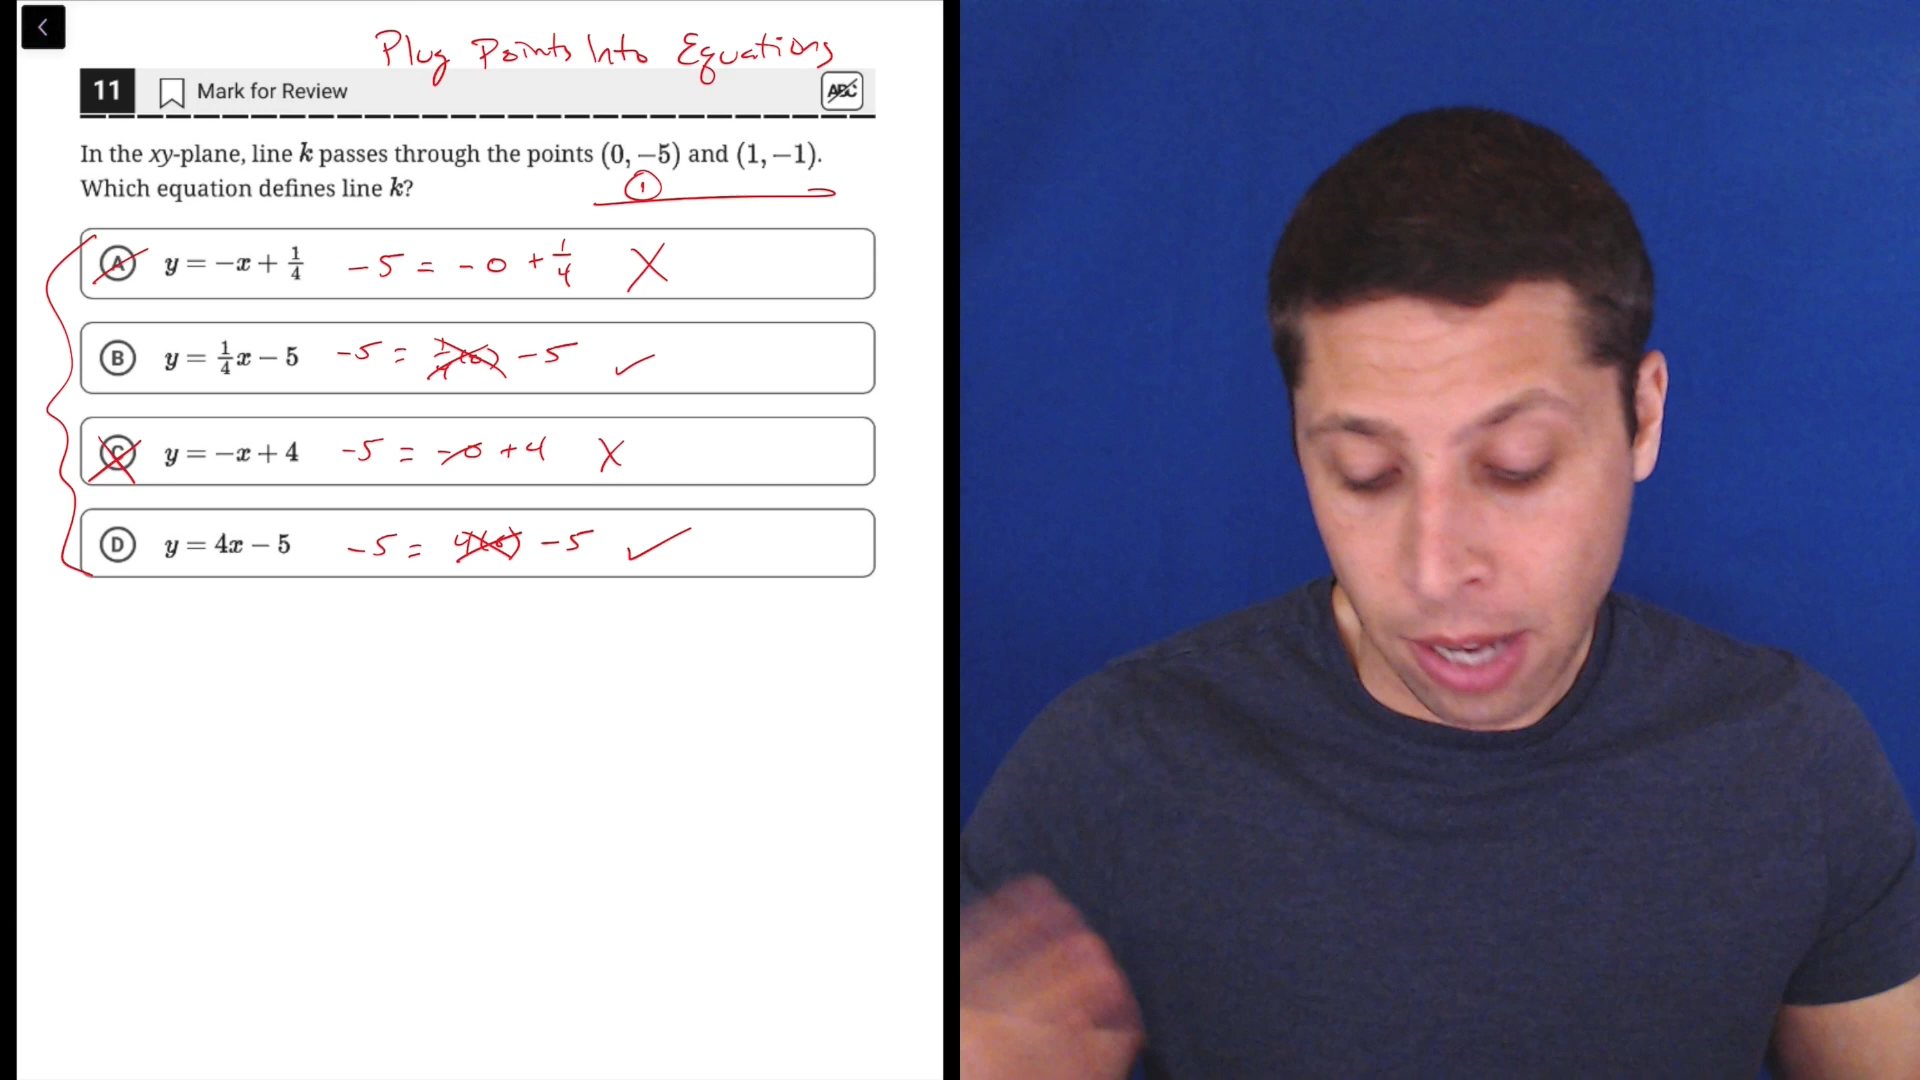 Plug Points Into Equations
11 Mark for Review ABC
In the xy-plane, line k passes through the points (0, −5) and (1, −1).
Which equation defines line k?
1
A y = −x + 1/4 -5 = -0 + 1/4 X
B y = 1/4x − 5 -5 = 1/4(0) -5 ✓
C y = −x + 4 -5 = -0 +4 X
D y = 4x − 5 -5 = 4(0) -5 ✓